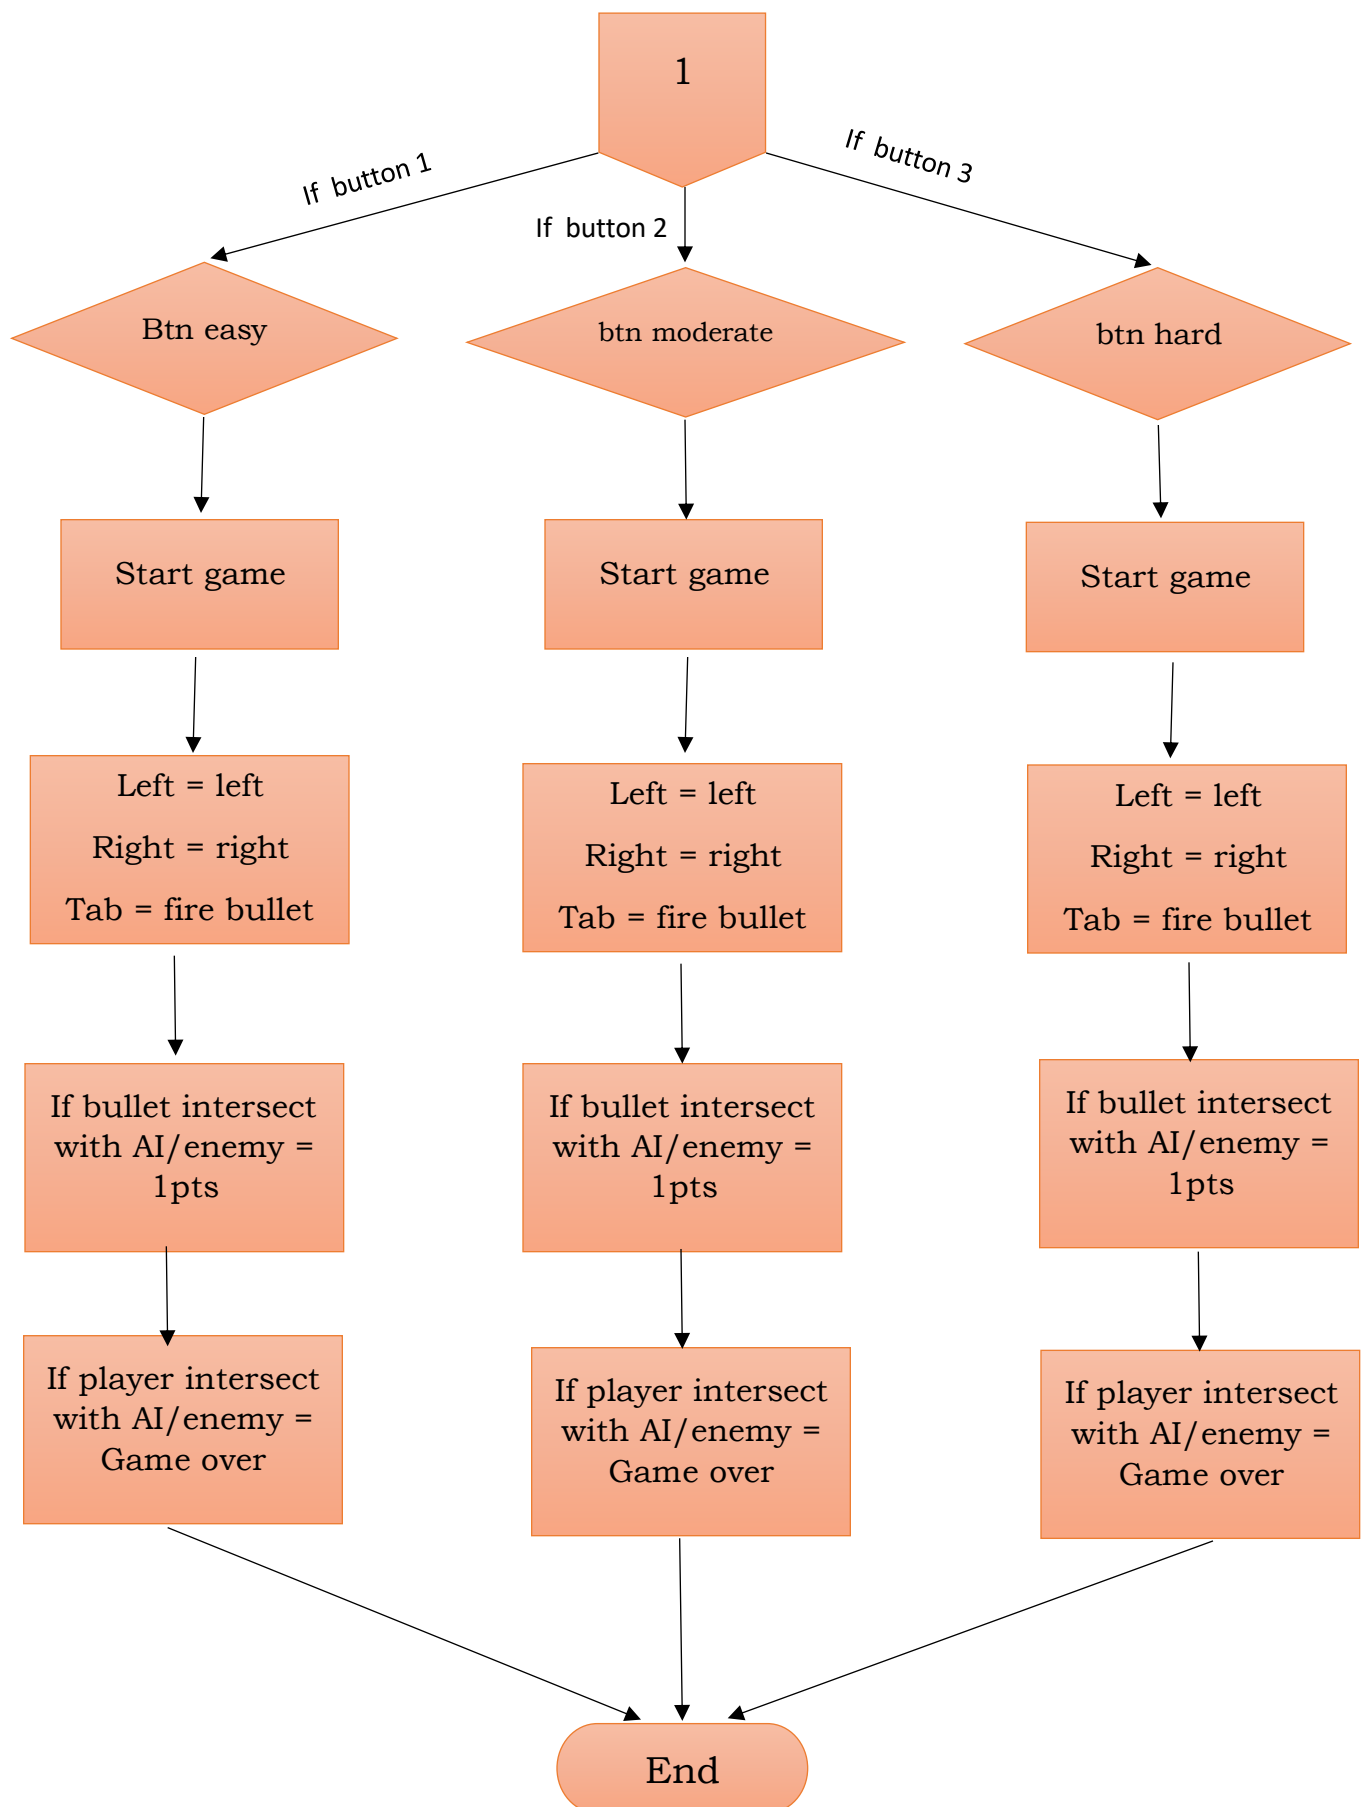 1
If button 1
If button 2
If button 3
Btn easy
btn moderate
btn hard
Start game
Start game
Start game
Left = left
Right = right
Tab = fire bullet
Left = left
Right = right
Tab = fire bullet
Left = left
Right = right
Tab = fire bullet
If bullet intersect
with AI/enemy =
1pts
If bullet intersect
with AI/enemy =
1pts
If bullet intersect
with AI/enemy =
1pts
If player intersect
with AI/enemy =
Game over
If player intersect
with AI/enemy =
Game over
If player intersect
with AI/enemy =
Game over
End